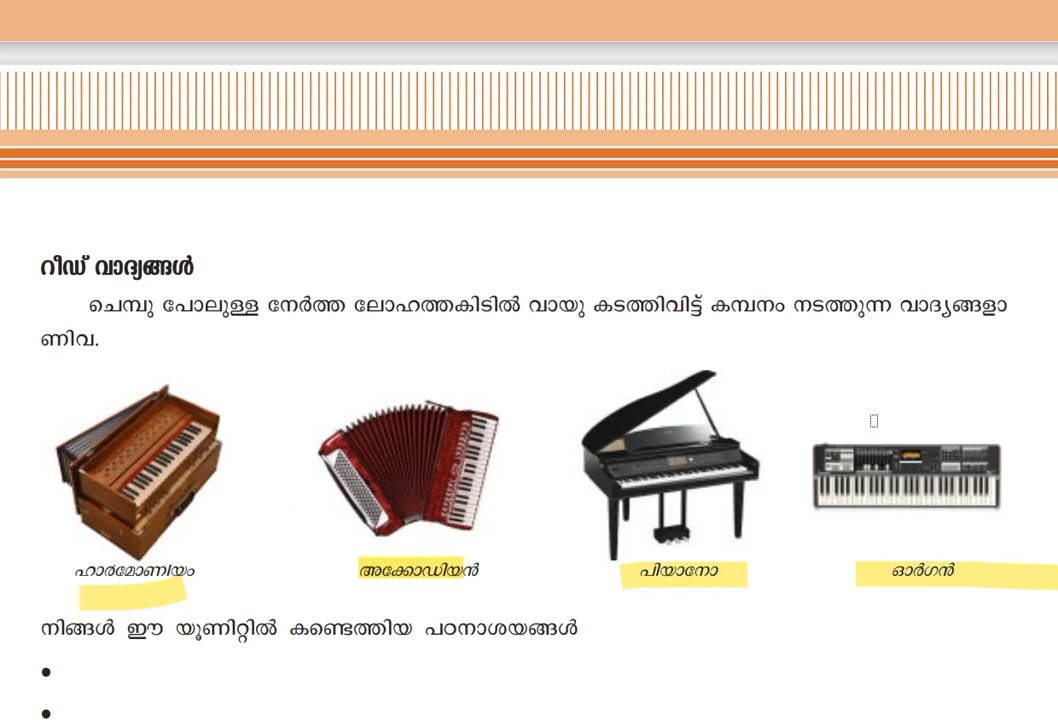 റീഡ് വാദ്യങ്ങൾ
ചെമ്പു പോലുള്ള നേർത്ത ലോഹത്തകിടിൽ വായു കടത്തിവിട്ട് കമ്പനം നടത്തുന്ന വാദ്യങ്ങളാ
ണിവ.
ഹാർമോണിയം അക്കോഡിയൻ പിയാനോ ഓർഗൻ
നിങ്ങൾ ഈ യൂണിറ്റിൽ കണ്ടെത്തിയ പഠനാശയങ്ങൾ
•
•